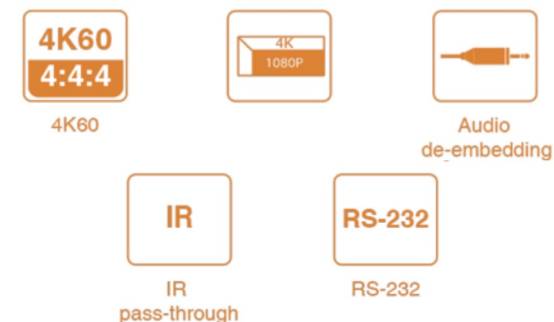 4K60
4:4:4
4K60
4K
1080P
Audio
de-embedding
IR
IR
pass-through
RS-232
RS-232